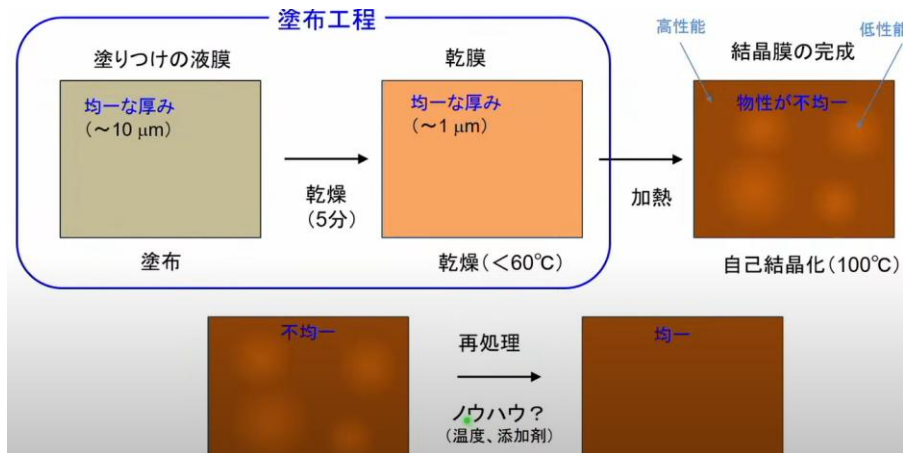 塗布工程
塗りつけの液膜
均一な厚み
(～10 μm)
塗布
乾燥
(5分)
乾膜
均一な厚み
(～1 μm)
乾燥(＜60℃)
加熱
高性能
低性能
結晶膜の完成
物性が不均一
自己結晶化(100℃)
不均一
再処理
ノウハウ？
(温度、添加剤)
均一